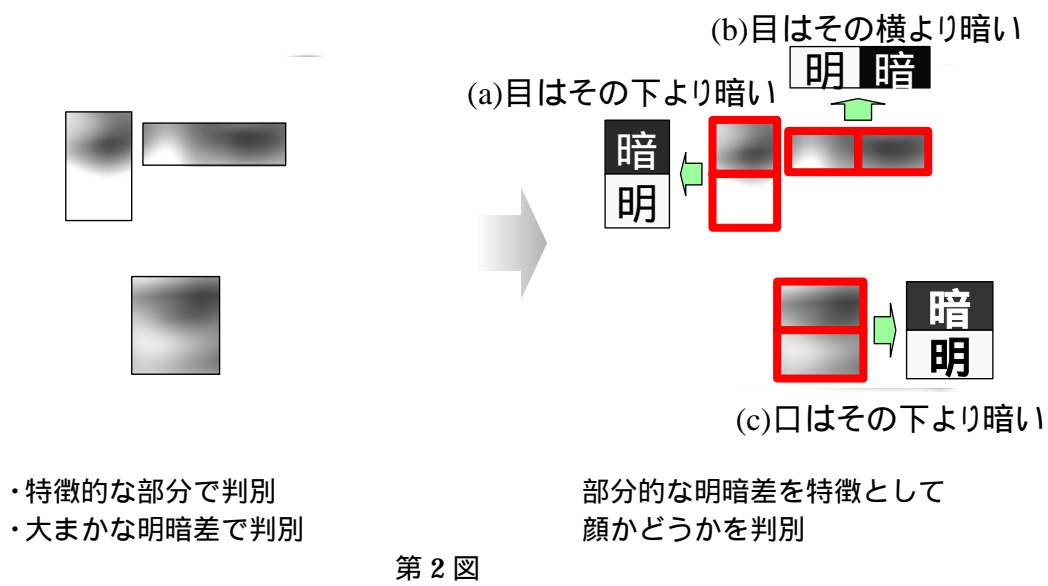 (b)目はその横より暗い
明 暗
(a)目はその下より暗い
暗
明
暗
明
(c)口はその下より暗い
・特徴的な部分で判別
・大まかな明暗差で判別
部分的な明暗差を特徴として
顔かどうかを判別
第 2 図